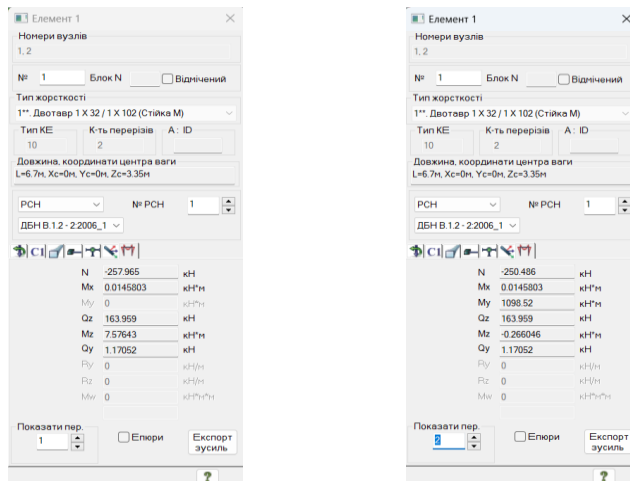 Елемент 1
Номери вузлів
1, 2
№ 1 Блок N Відмічений
Тип жорсткості
1**. Двотавр 1 X 32 / 1 X 102 (Стійка М)
Тип КЕ К-ть перерізів А : ID
10 2
Довжина, координати центра ваги
L=6.7м, Xc=0м, Yc=0м, Zc=3.35м
РСН № РСН 1
ДБН В.1.2 - 2:2006_1
C1
N -257.965 кН
Mx 0.0145803 кН*м
My 0
Qz 163.959 кН
Mz 7.57643 кН*м
Qy 1.17052 кН
Ry 0 кН/м
Rz 0 кН/м
Mw 0 кН*м*м
Показати пер.
1 Епюри Експорт
зусиль
?
Елемент 1
Номери вузлів
1, 2
№ 1 Блок N Відмічений
Тип жорсткості
1**. Двотавр 1 X 32 / 1 X 102 (Стійка М)
Тип КЕ К-ть перерізів А : ID
10 2
Довжина, координати центра ваги
L=6.7м, Xc=0м, Yc=0м, Zc=3.35м
РСН № РСН 1
ДБН В.1.2 - 2:2006_1
C1
N -250.486 кН
Mx 0.0145803 кН*м
My 1098.52 кН*м
Qz 163.959 кН
Mz -0.266046 кН*м
Qy 1.17052 кН
Ry 0 кН/м
Rz 0 кН/м
Mw 0 кН*м*м
Показати пер.
2 Епюри Експорт
зусиль
?